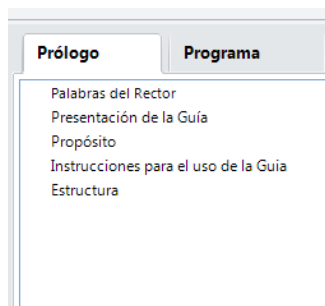 Prólogo Programa
Palabras del Rector
Presentación de la Guía
Propósito
Instrucciones para el uso de la Guia
Estructura